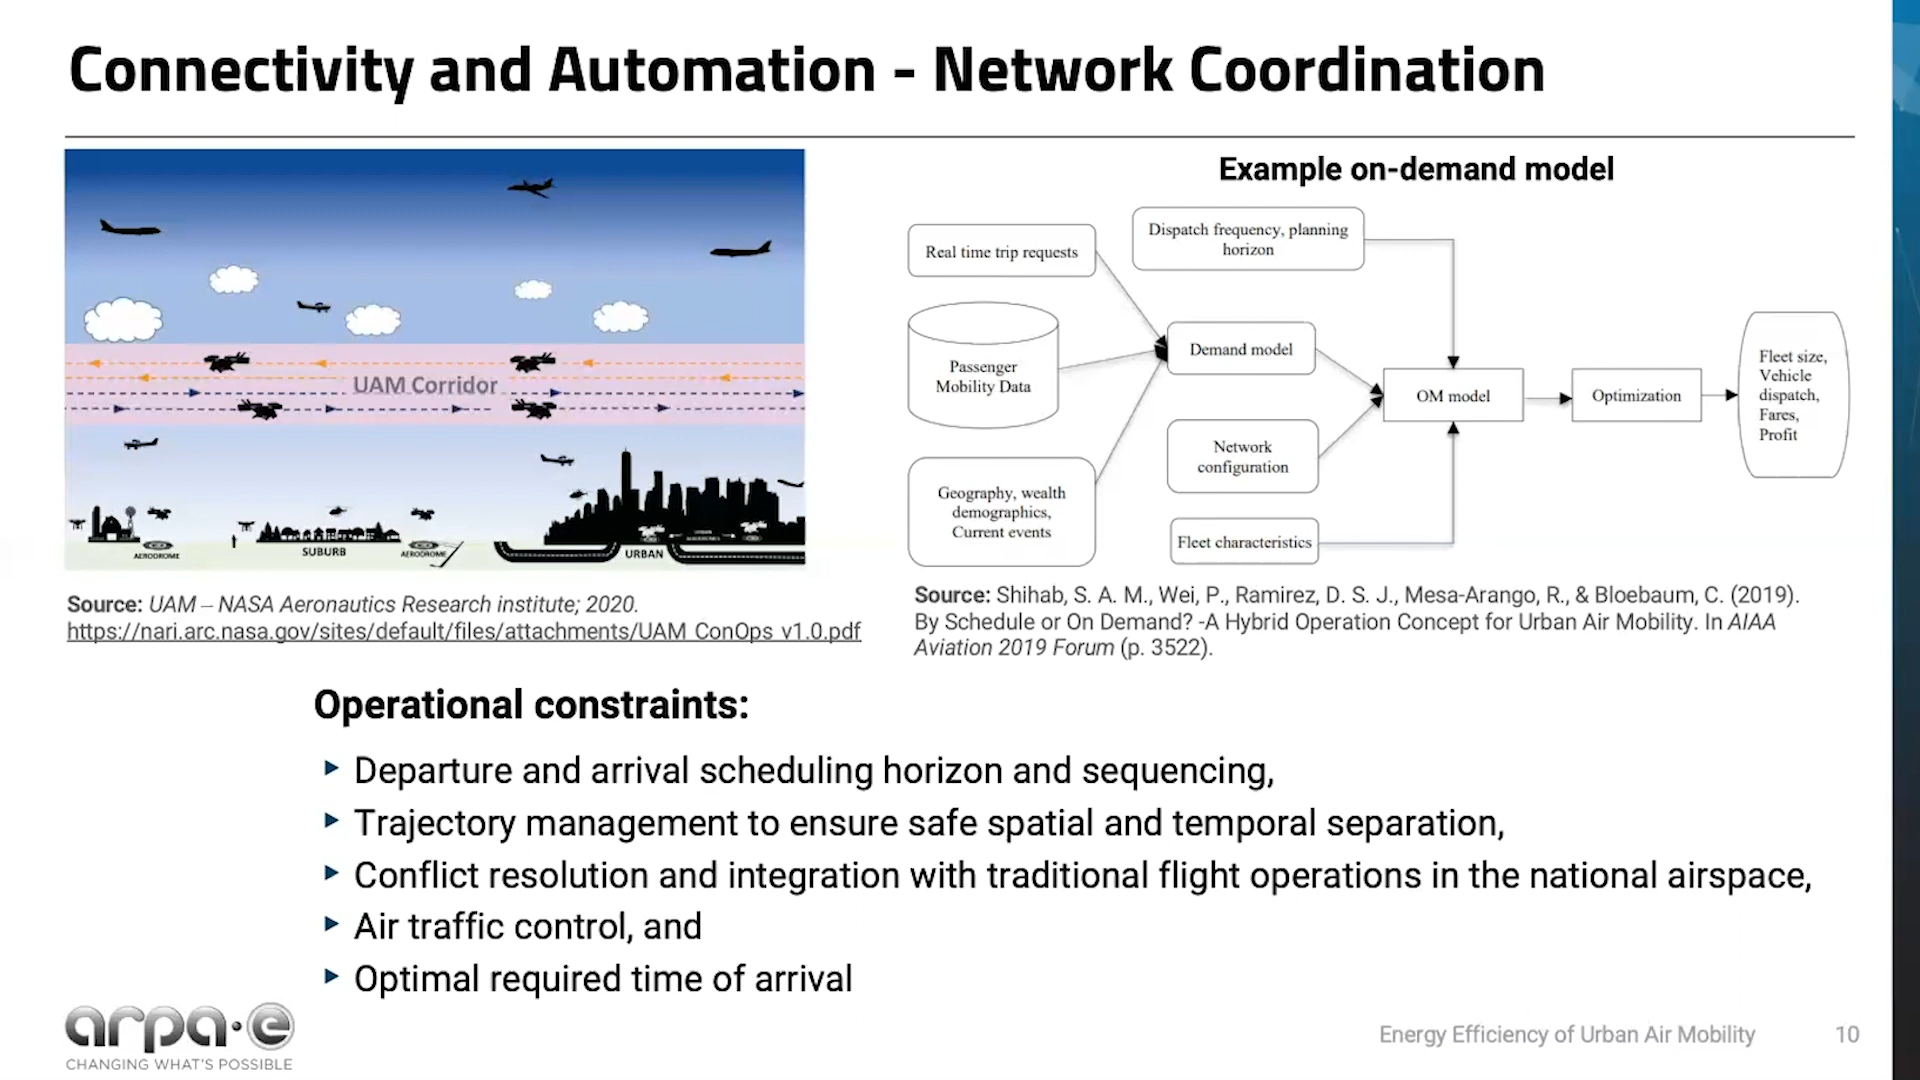 Connectivity and Automation - Network Coordination
UAM Corridor
AERODROME
SUBURB
AERODROME
URBAN
Source: UAM – NASA Aeronautics Research institute; 2020.
https://nari.arc.nasa.gov/sites/default/files/attachments/UAM_ConOps_v1.0.pdf
Example on-demand model
Real time trip requests
Dispatch frequency, planning
horizon
Passenger
Mobility Data
Demand model
Geography, wealth
demographics,
Current events
Network
configuration
Fleet characteristics
OM model
Optimization
Fleet size,
Vehicle
dispatch,
Fares,
Profit
Source: Shihab, S. A. M., Wei, P., Ramirez, D. S. J., Mesa-Arango, R., & Bloebaum, C. (2019).
By Schedule or On Demand? -A Hybrid Operation Concept for Urban Air Mobility. In AIAA
Aviation 2019 Forum (p. 3522).
Operational constraints:
Departure and arrival scheduling horizon and sequencing,
Trajectory management to ensure safe spatial and temporal separation,
Conflict resolution and integration with traditional flight operations in the national airspace,
Air traffic control, and
Optimal required time of arrival
arpa·e
CHANGING WHAT'S POSSIBLE
Energy Efficiency of Urban Air Mobility
10